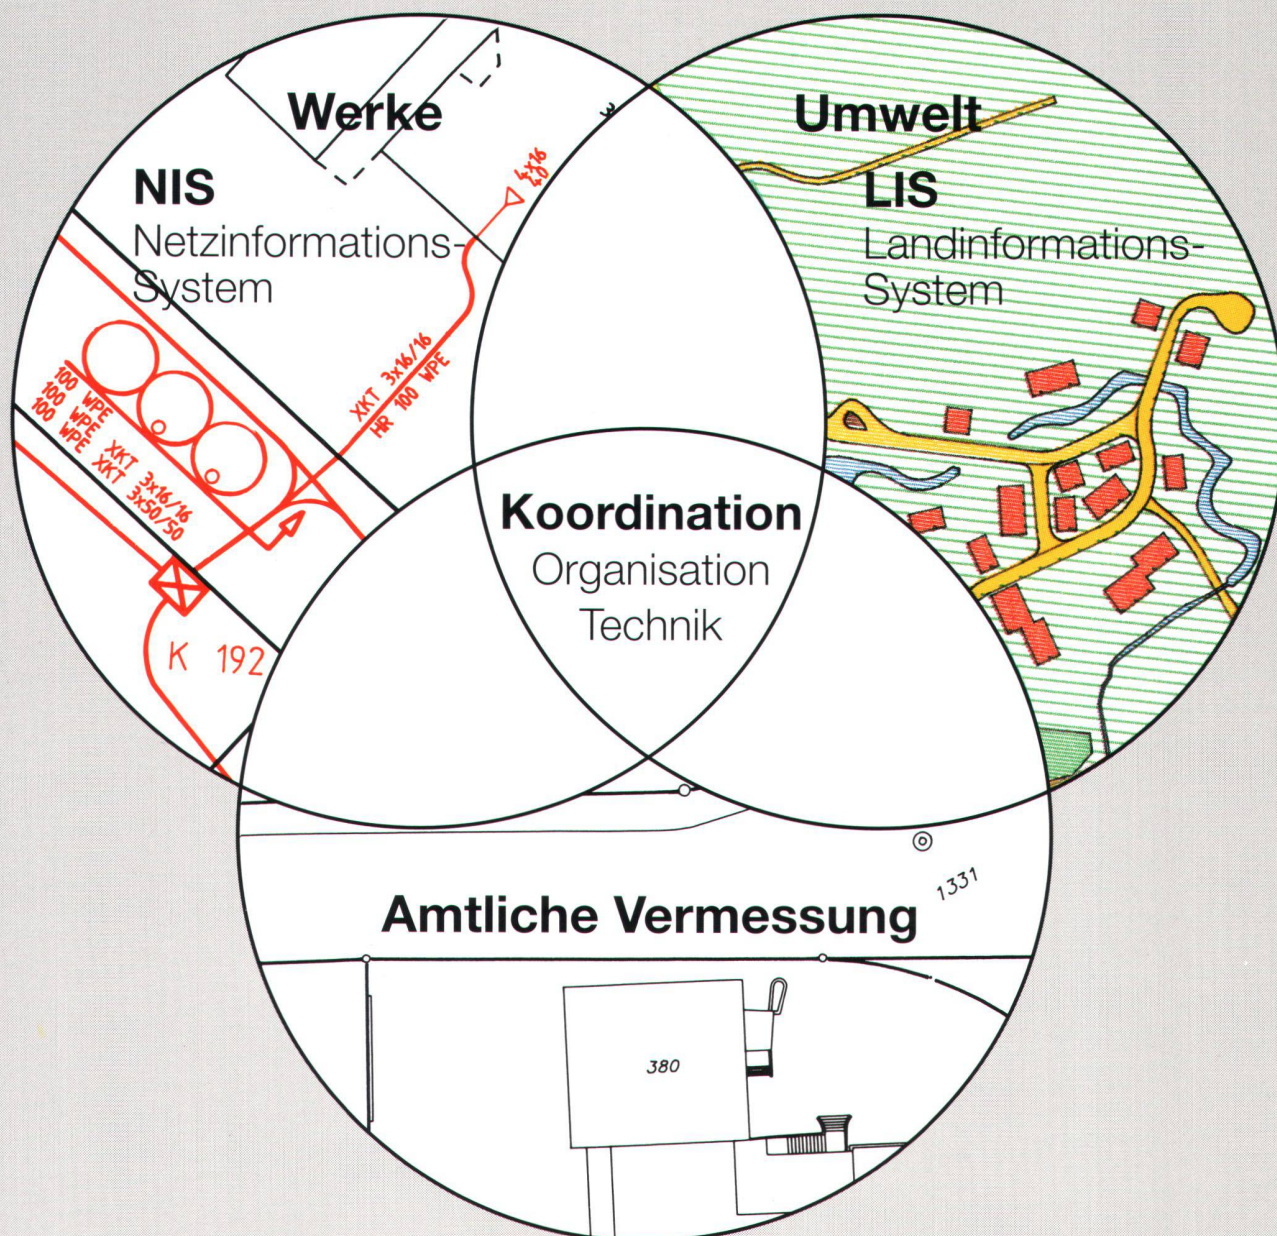 Werke
NIS
Netzinformations-
System
4x16
XKT 3x16/16
HR 100 WPE
100 WPE
100 WPE XKT 3x16/16
100 WPE XKT 3x50/50
K 192
Umwelt
LIS
Landinformations-
System
Koordination
Organisation
Technik
Amtliche Vermessung
1331
380